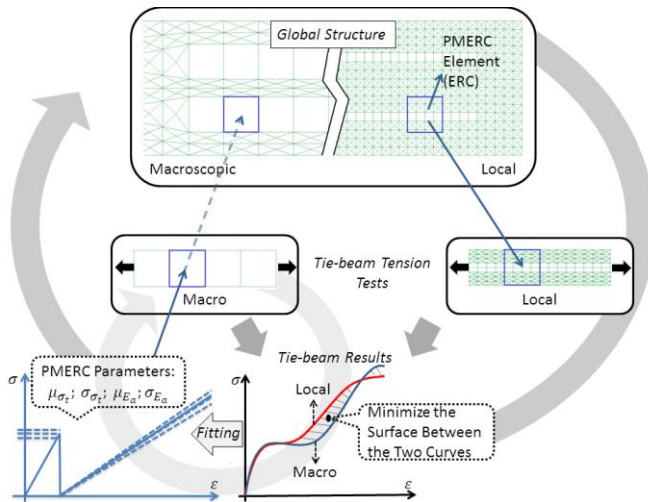 Global Structure
PMERC
Element
(ERC)
Macroscopic
Local
Macro
Tie-beam Tension
Tests
Local
PMERC Parameters:
μσt; σσt; μEa; σEa
σ
ε
Fitting
Tie-beam Results
σ
Local
Macro
ε
Minimize the
Surface Between
the Two Curves